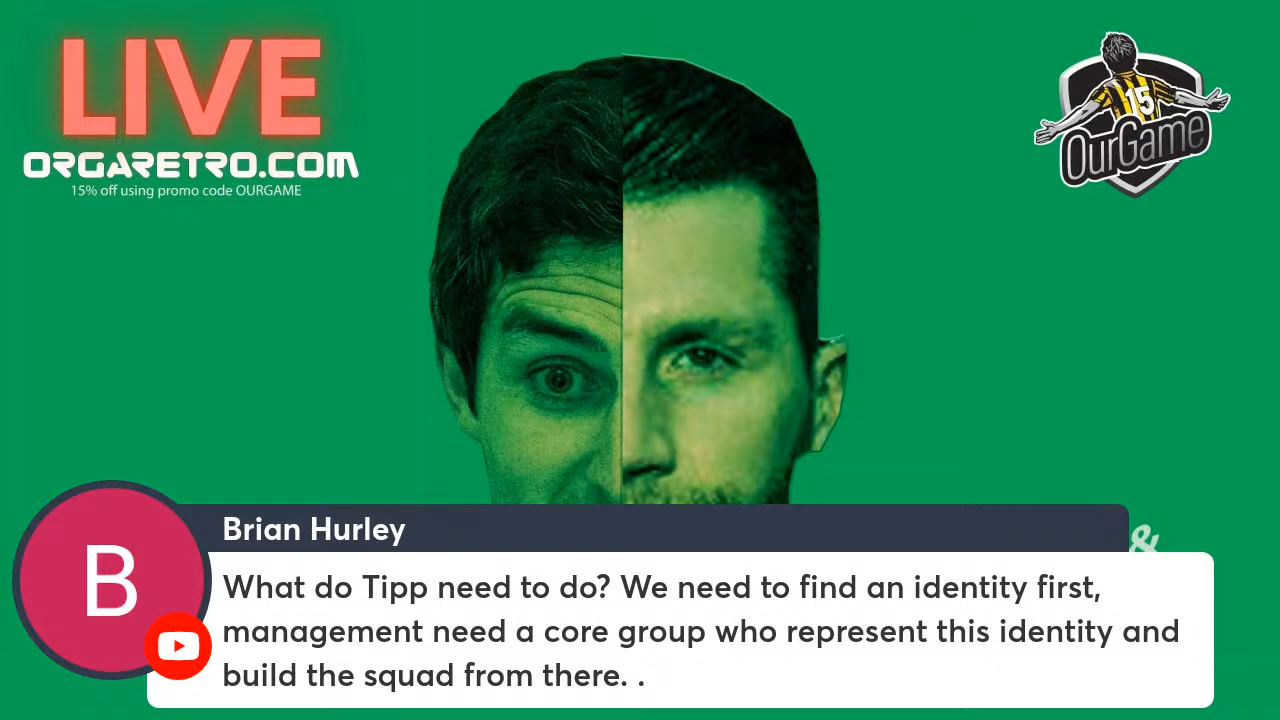 LIVE
ORGARETRO.COM
15% off using promo code OURGAME
15
OurGame
B
Brian Hurley
&
What do Tipp need to do? We need to find an identity first,
management need a core group who represent this identity and
build the squad from there. .